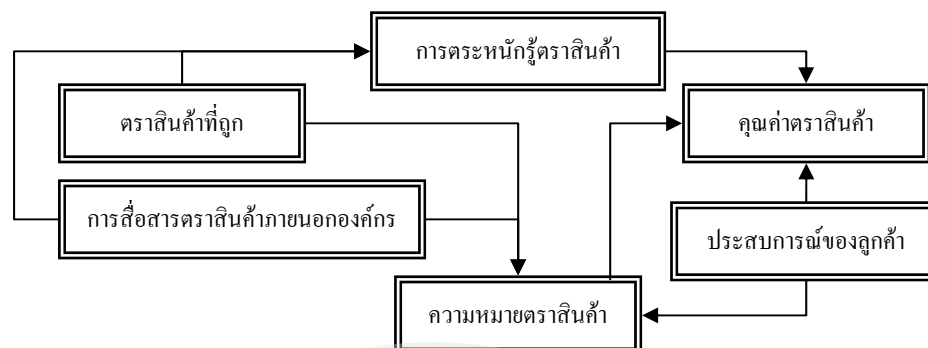 การตระหนักรู้ตราสินค้า
ตราสินค้าที่ถูก
คุณค่าตราสินค้า
การสื่อสารตราสินค้าภายนอกองค์กร
ประสบการณ์ของลูกค้า
ความหมายตราสินค้า